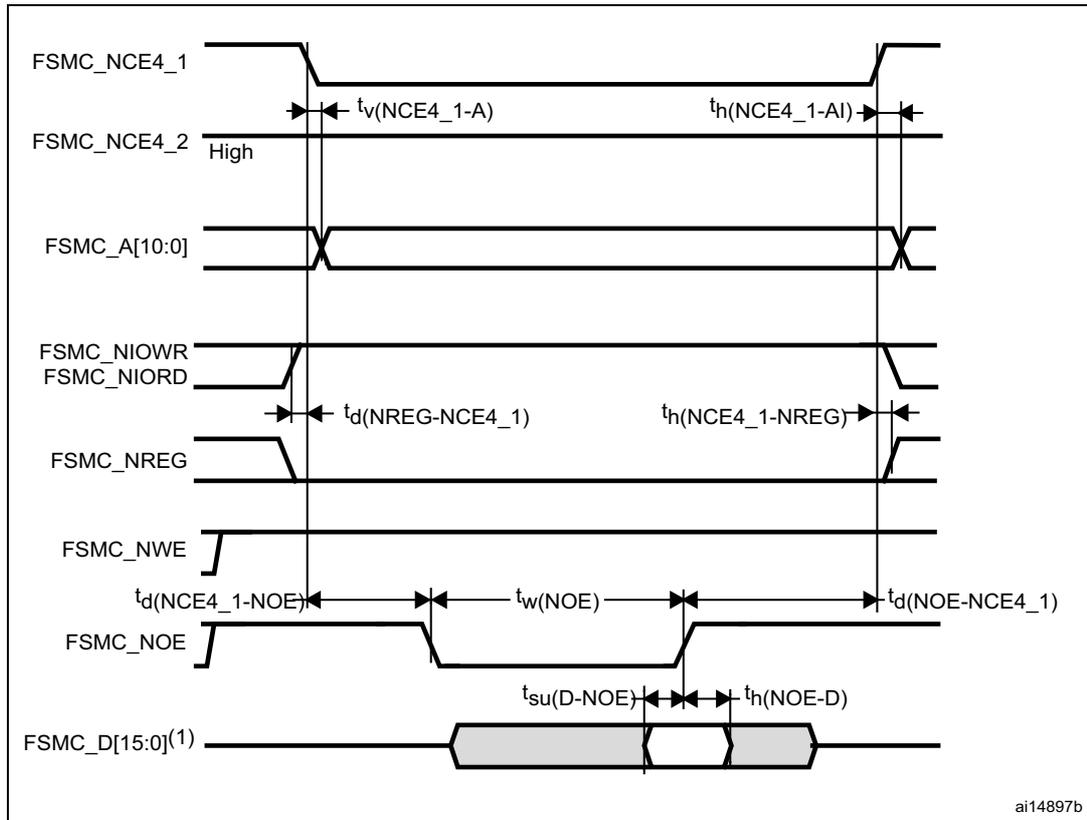 FSMC_NCE4_1
tv(NCE4_1-A)
th(NCE4_1-AI)
FSMC_NCE4_2
High
FSMC_A[10:0]
FSMC_NIOWR
FSMC_NIORD
td(NREG-NCE4_1)
th(NCE4_1-NREG)
FSMC_NREG
FSMC_NWE
td(NCE4_1-NOE)
tw(NOE)
td(NOE-NCE4_1)
FSMC_NOE
tsu(D-NOE)
th(NOE-D)
FSMC_D[15:0](1)
ai14897b